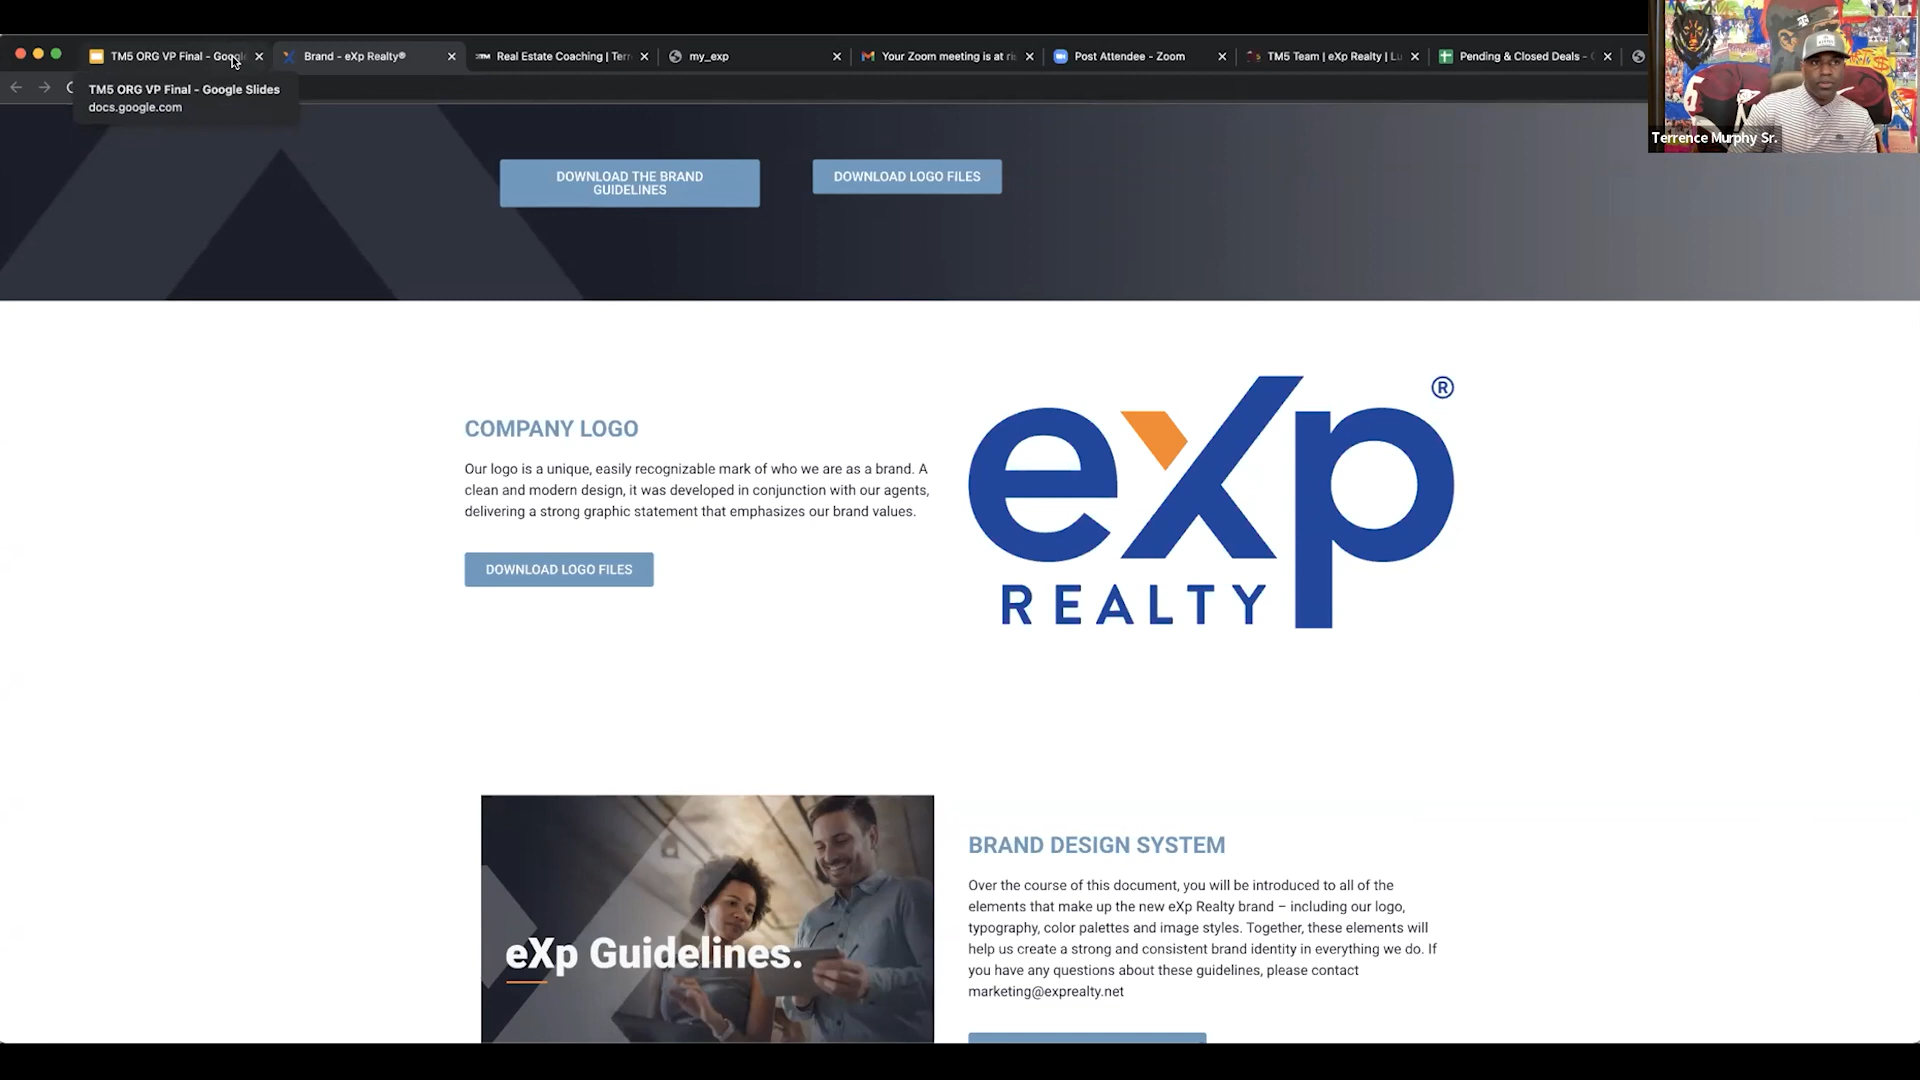 TM5 ORG VP Final - Goog
Brand - eXp Realty®
Real Estate Coaching | Terr
my_exp
Your Zoom meeting is at ri
Post Attendee - Zoom
TM5 Team | eXp Realty | Lu
Pending & Closed Deals -
TM5 ORG VP Final - Google Slides
docs.google.com
Terrence Murphy Sr.
DOWNLOAD THE BRAND
GUIDELINES
DOWNLOAD LOGO FILES
COMPANY LOGO
Our logo is a unique, easily recognizable mark of who we are as a brand. A
clean and modern design, it was developed in conjunction with our agents,
delivering a strong graphic statement that emphasizes our brand values.
DOWNLOAD LOGO FILES
eXp®
REALTY
eXp Guidelines.
BRAND DESIGN SYSTEM
Over the course of this document, you will be introduced to all of the
elements that make up the new eXp Realty brand – including our logo,
typography, color palettes and image styles. Together, these elements will
help us create a strong and consistent brand identity in everything we do. If
you have any questions about these guidelines, please contact
marketing@exprealty.net